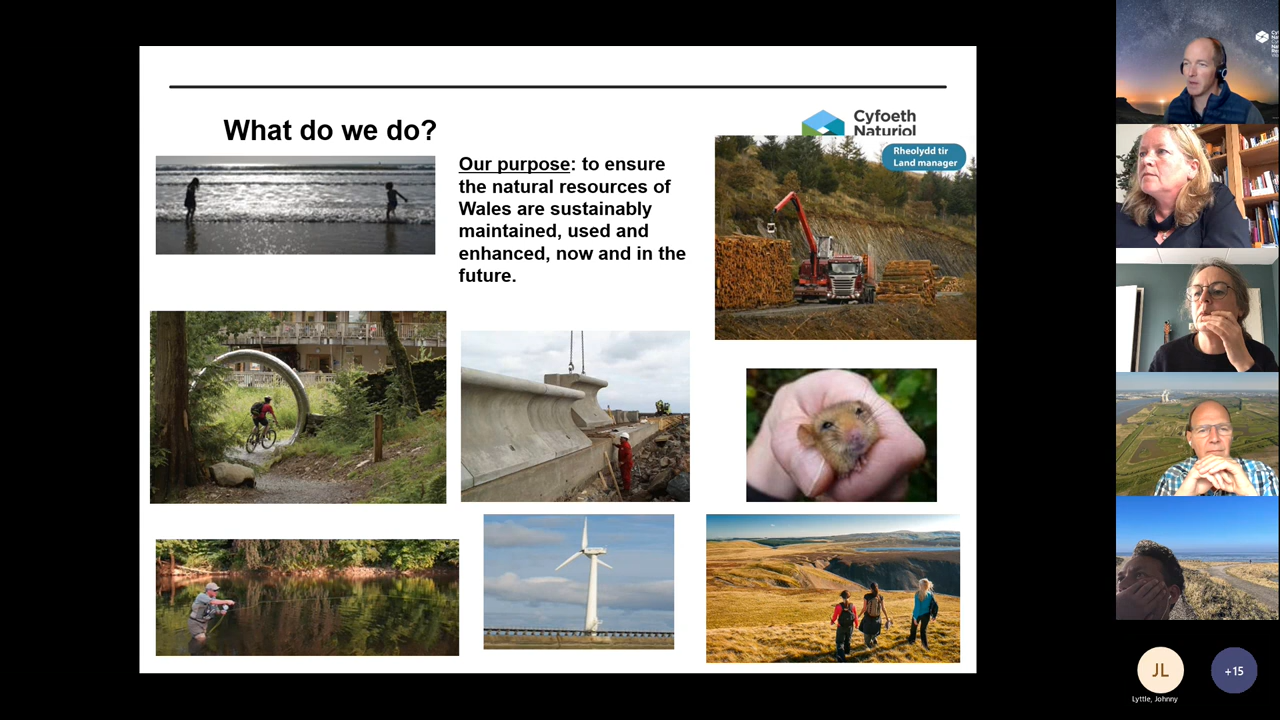 What do we do?
Our purpose: to ensure
the natural resources of
Wales are sustainably
maintained, used and
enhanced, now and in the
future.
Cyfoeth
Naturiol
Rheolydd tir
Land manager
JL
+15
Lyttle, Johnny